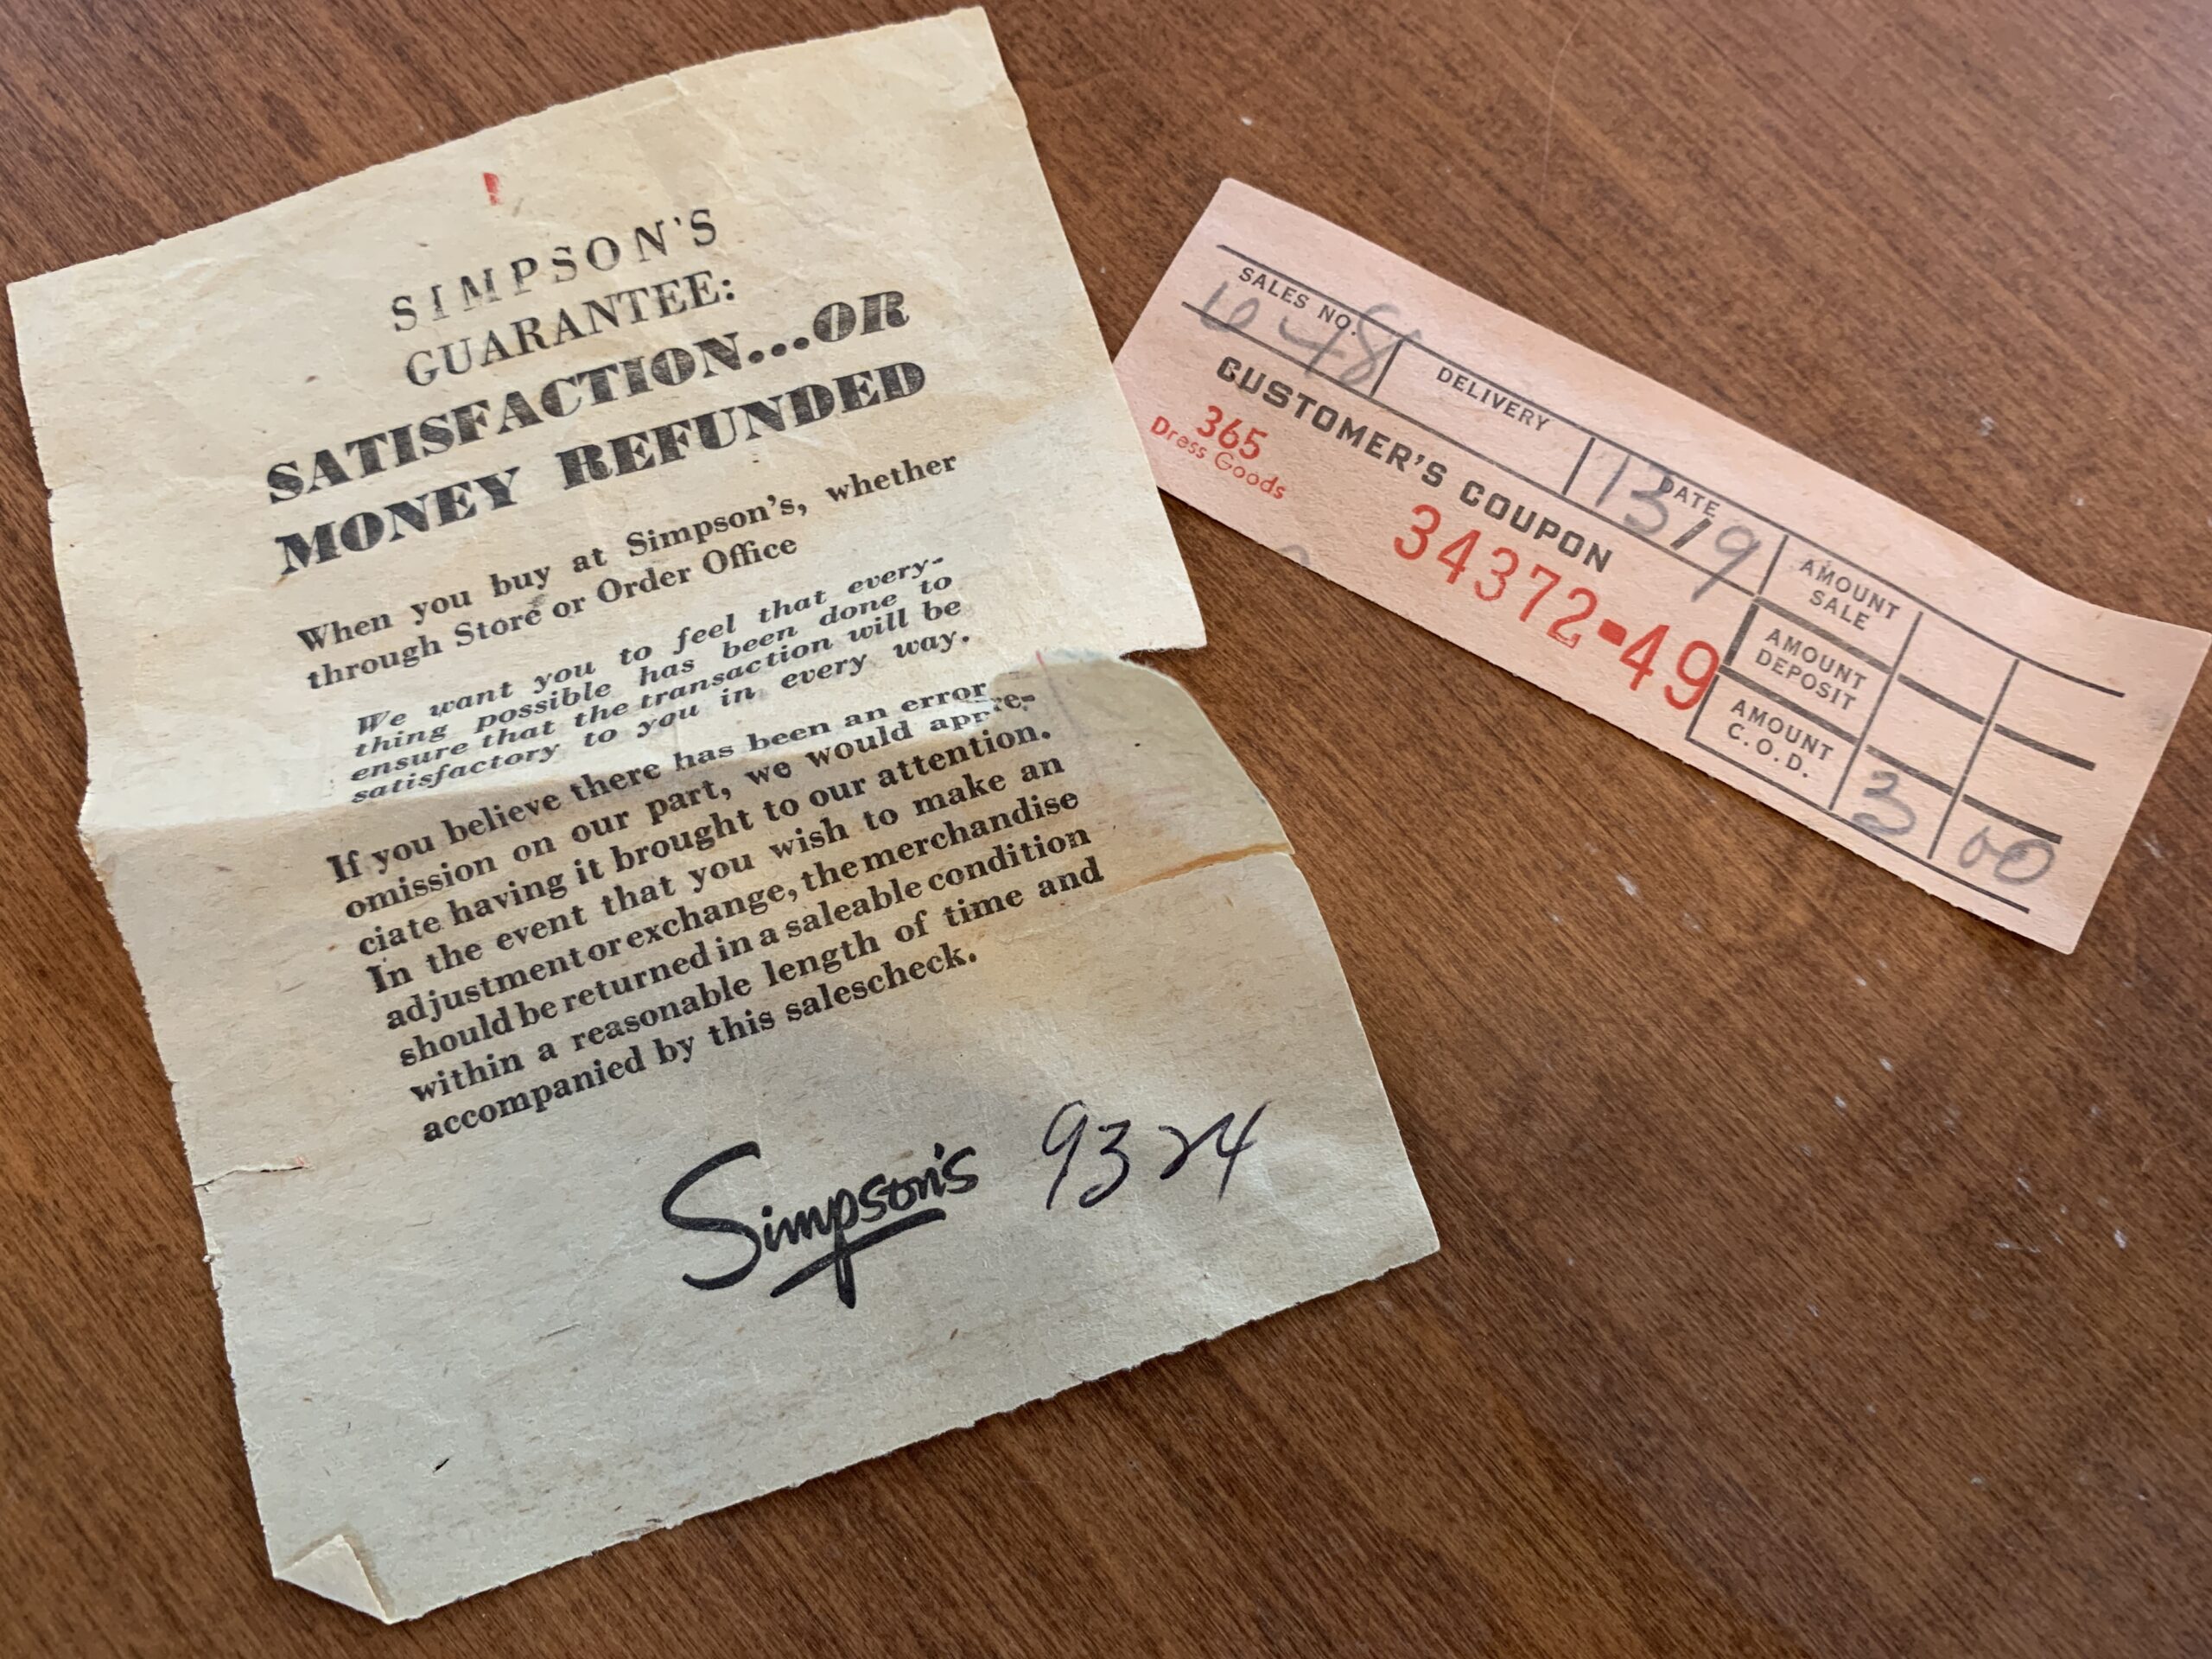 SIMPSON'S
GUARANTEE:
SATISFACTION...OR
MONEY REFUNDED
When you buy at Simpson's, whether
through Store or Order Office
We want you to feel that every-
thing possible has been done to
ensure that the transaction will be
satisfactory to you in every way.
If you believe there has been an error
omission on our part, we would appre-
ciate having it brought to our attention.
In the event that you wish to make an
adjustment or exchange, the merchandise
should be returned in a saleable condition
within a reasonable length of time and
accompanied by this salescheck.
Simpson's 9324
SALES NO. DELIVERY DATE AMOUNT SALE
13/9
CUSTOMER'S COUPON
365
Dress Goods
34372-49
AMOUNT
DEPOSIT
AMOUNT
C.O.D.
3 00